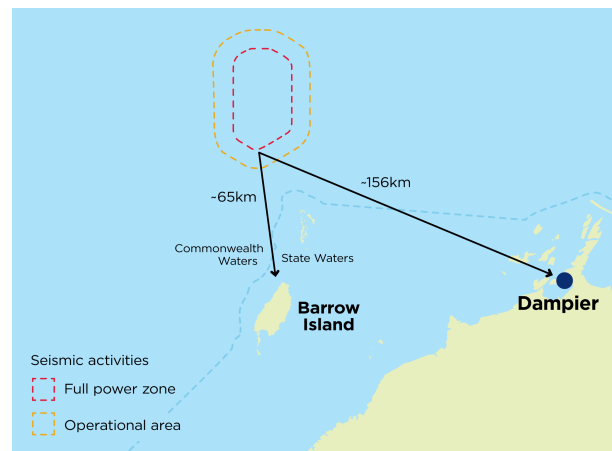 ~65km
~156km
Commonwealth
Waters
State Waters
Barrow
Island
Dampier
Seismic activities
Full power zone
Operational area